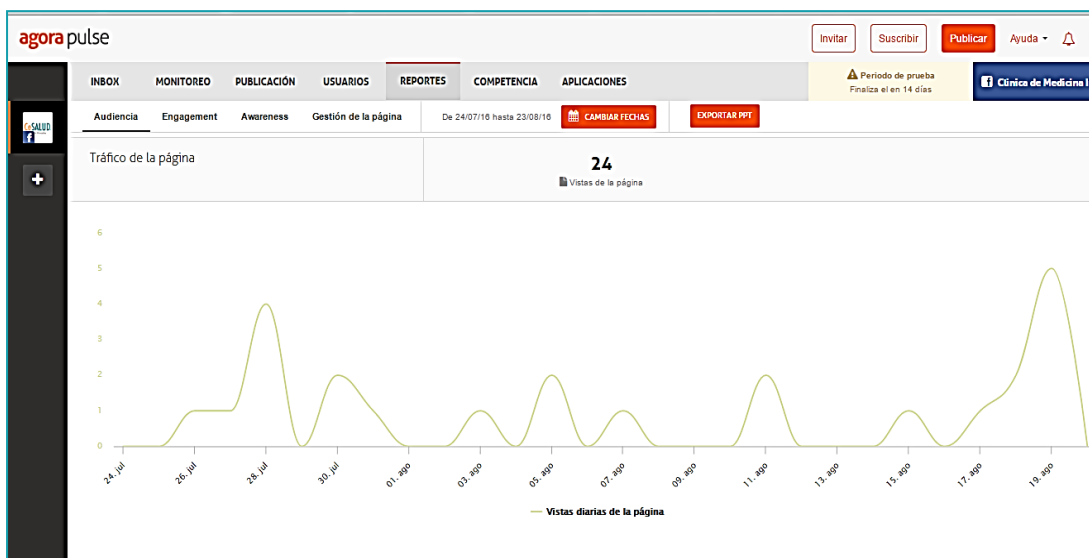 agora pulse
Invitar
Suscribir
Publicar
Ayuda
INBOX MONITOREO PUBLICACIÓN USUARIOS REPORTES COMPETENCIA APLICACIONES
Periodo de prueba
Finaliza el en 14 días
Clínica de Medicina I
CeSALUD
Audiencia Engagement Awareness Gestión de la página De 24/07/16 hasta 23/08/16 CAMBIAR FECHAS EXPORTAR PPT
Tráfico de la página
24
Vistas de la página
6
5
4
3
2
1
0
24. jul 26. jul 28. jul 30. jul 01. ago 03. ago 05. ago 07. ago 09. ago 11. ago 13. ago 15. ago 17. ago 19. ago
Vistas diarias de la página